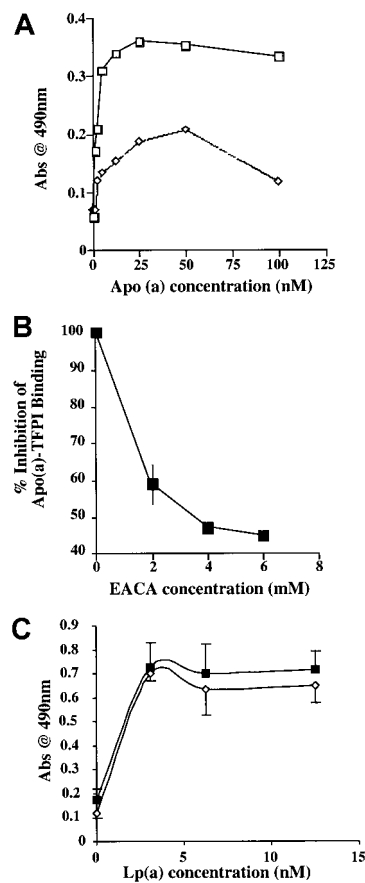 A
0.4
0.3
0.2
0.1
0
Abs @ 490nm
0 25 50 75 100 125
Apo (a) concentration (nM)
B
100
90
80
70
60
50
40
% Inhibition of
Apo(a)-TFPI Binding
0 2 4 6 8
EACA concentration (mM)
C
0.9
0.8
0.7
0.6
0.5
0.4
0.3
0.2
0.1
0
Abs @ 490nm
0 5 10 15
Lp(a) concentration (nM)